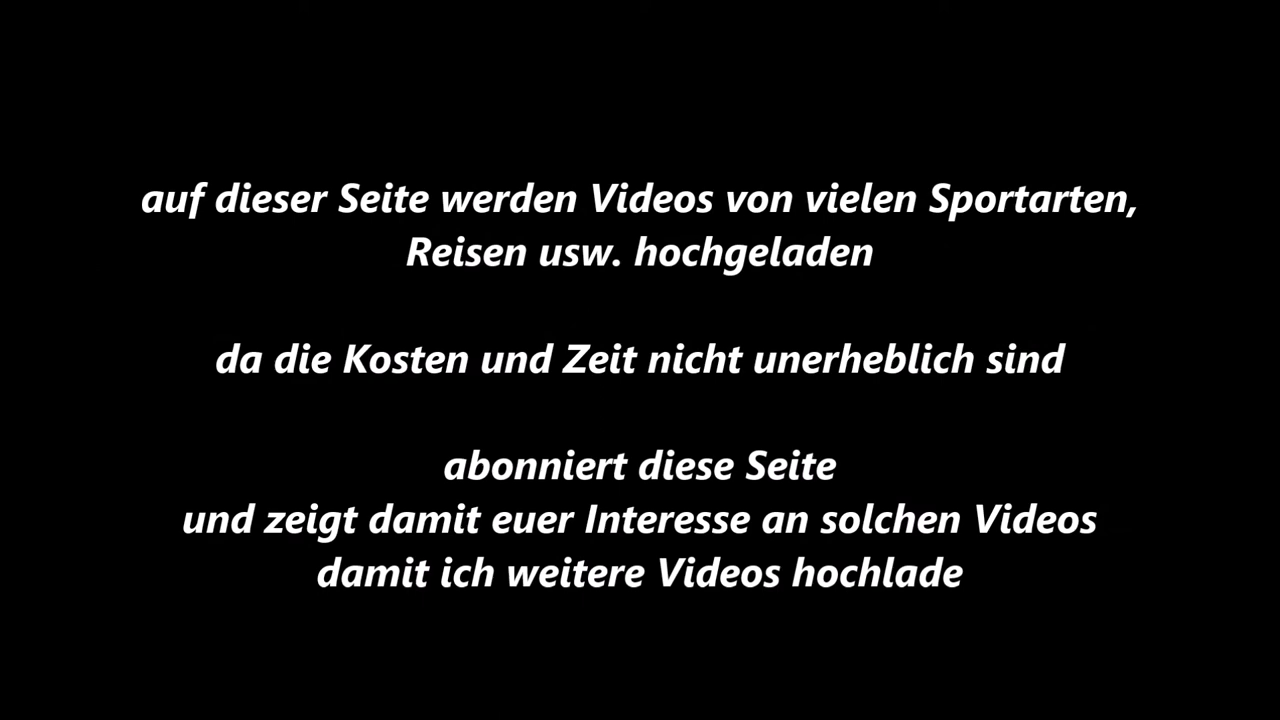 auf dieser Seite werden Videos von vielen Sportarten,
Reisen usw. hochgeladen
da die Kosten und Zeit nicht unerheblich sind
abonniert diese Seite
und zeigt damit euer Interesse an solchen Videos
damit ich weitere Videos hochlade